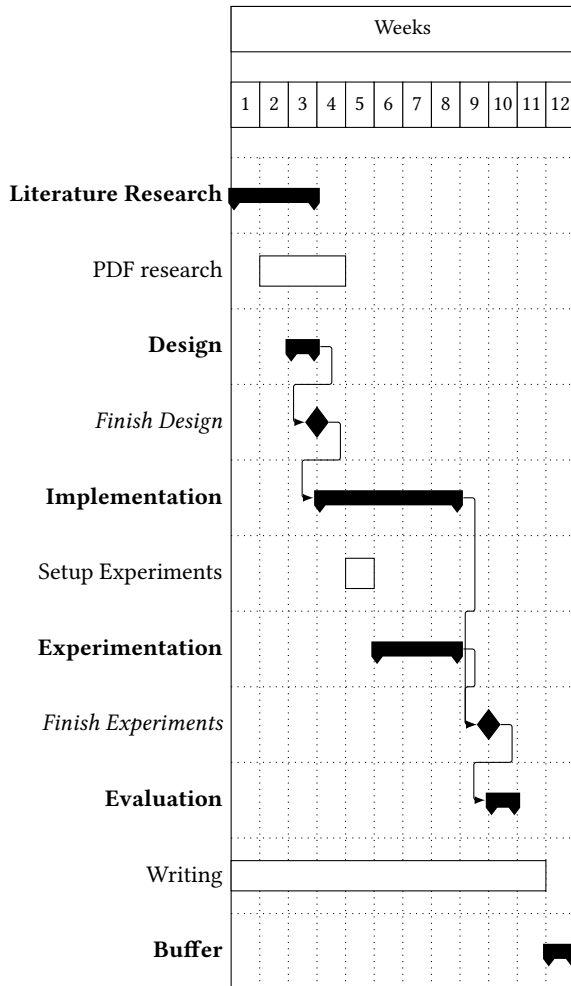 Weeks
1 2 3 4 5 6 7 8 9 10 11 12
Literature Research
PDF research
Design
Finish Design
Implementation
Setup Experiments
Experimentation
Finish Experiments
Evaluation
Writing
Buffer